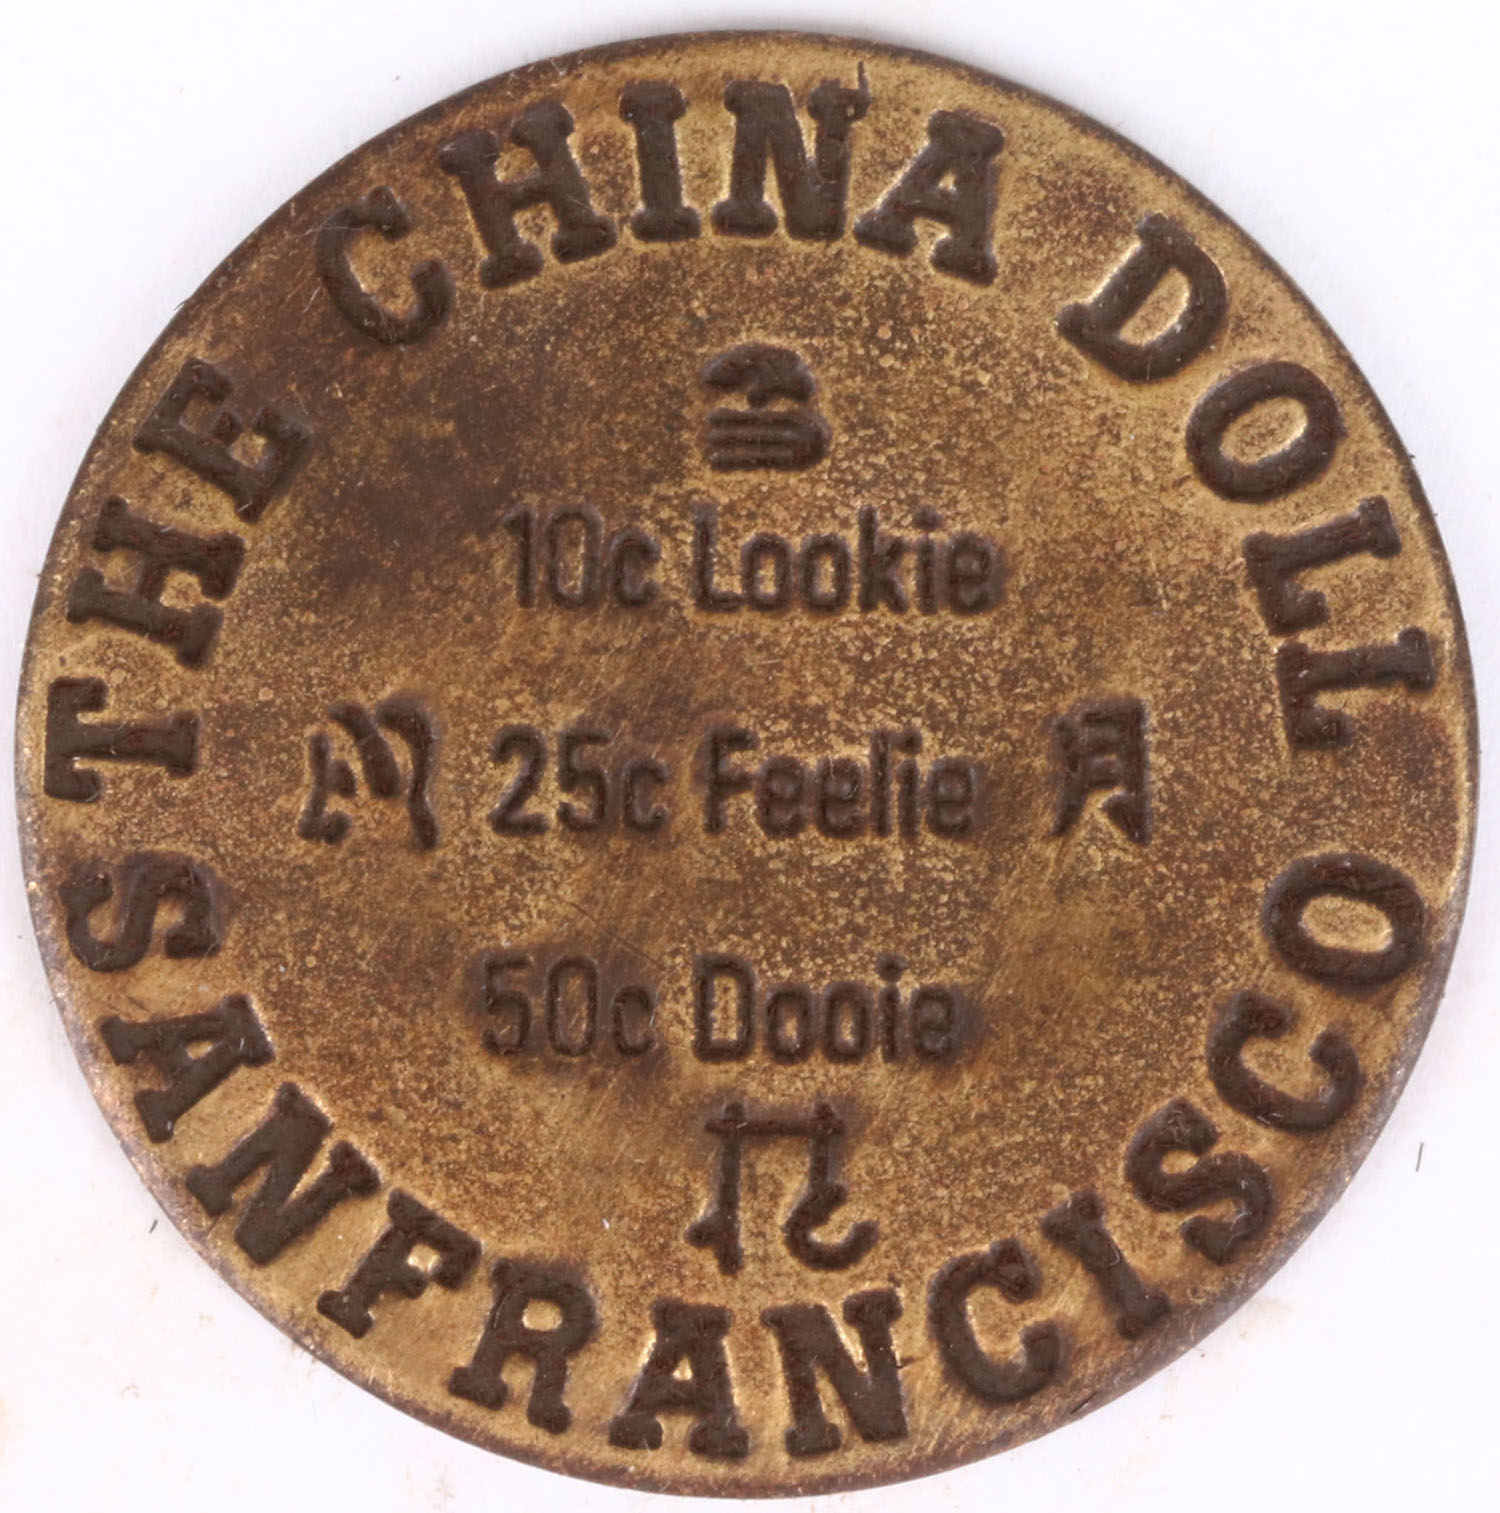 THE CHINA DOLL
10c Lookie
25c Feelie
50c Dooie
SAN FRANCISCO